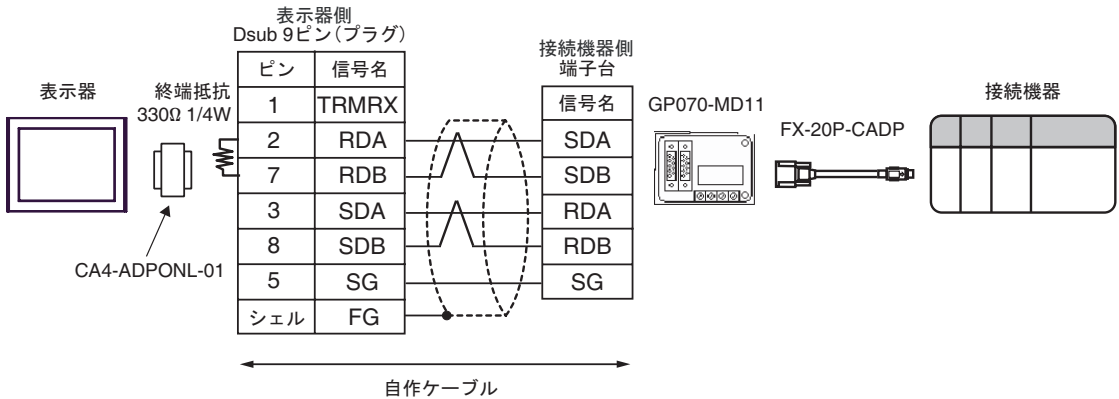 表示器側
Dsub 9ピン（プラグ）
接続機器側
端子台
表示器
終端抵抗
330Ω 1/4W
ピン 信号名
1 TRMRX
2 RDA
7 RDB
3 SDA
8 SDB
5 SG
シェル FG
信号名
SDA
SDB
RDA
RDB
SG
GP070-MD11
FX-20P-CADP
接続機器
CA4-ADPONL-01
自作ケーブル